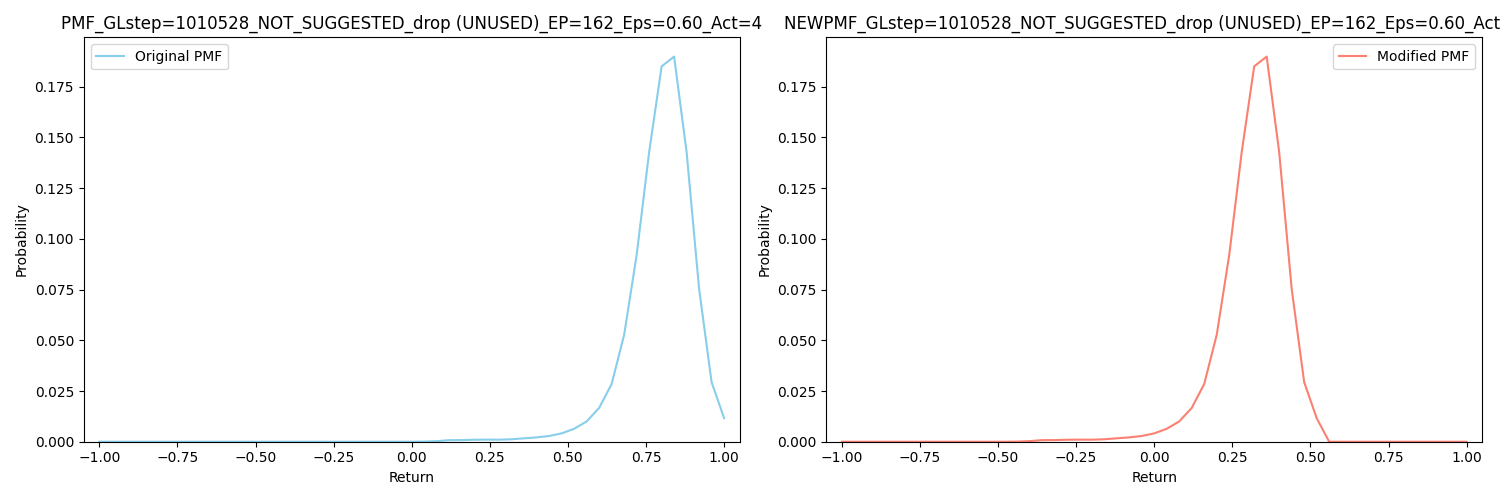 PMF_GLstep=1010528_NOT_SUGGESTED_drop (UNUSED)_EP=162_Eps=0.60_Act=4
Original PMF
Probability
0.175
0.150
0.125
0.100
0.075
0.050
0.025
0.000
−1.00 −0.75 −0.50 −0.25 0.00 0.25 0.50 0.75 1.00
Return
NEWPMF_GLstep=1010528_NOT_SUGGESTED_drop (UNUSED)_EP=162_Eps=0.60_Act
Modified PMF
Probability
0.175
0.150
0.125
0.100
0.075
0.050
0.025
0.000
−1.00 −0.75 −0.50 −0.25 0.00 0.25 0.50 0.75 1.00
Return